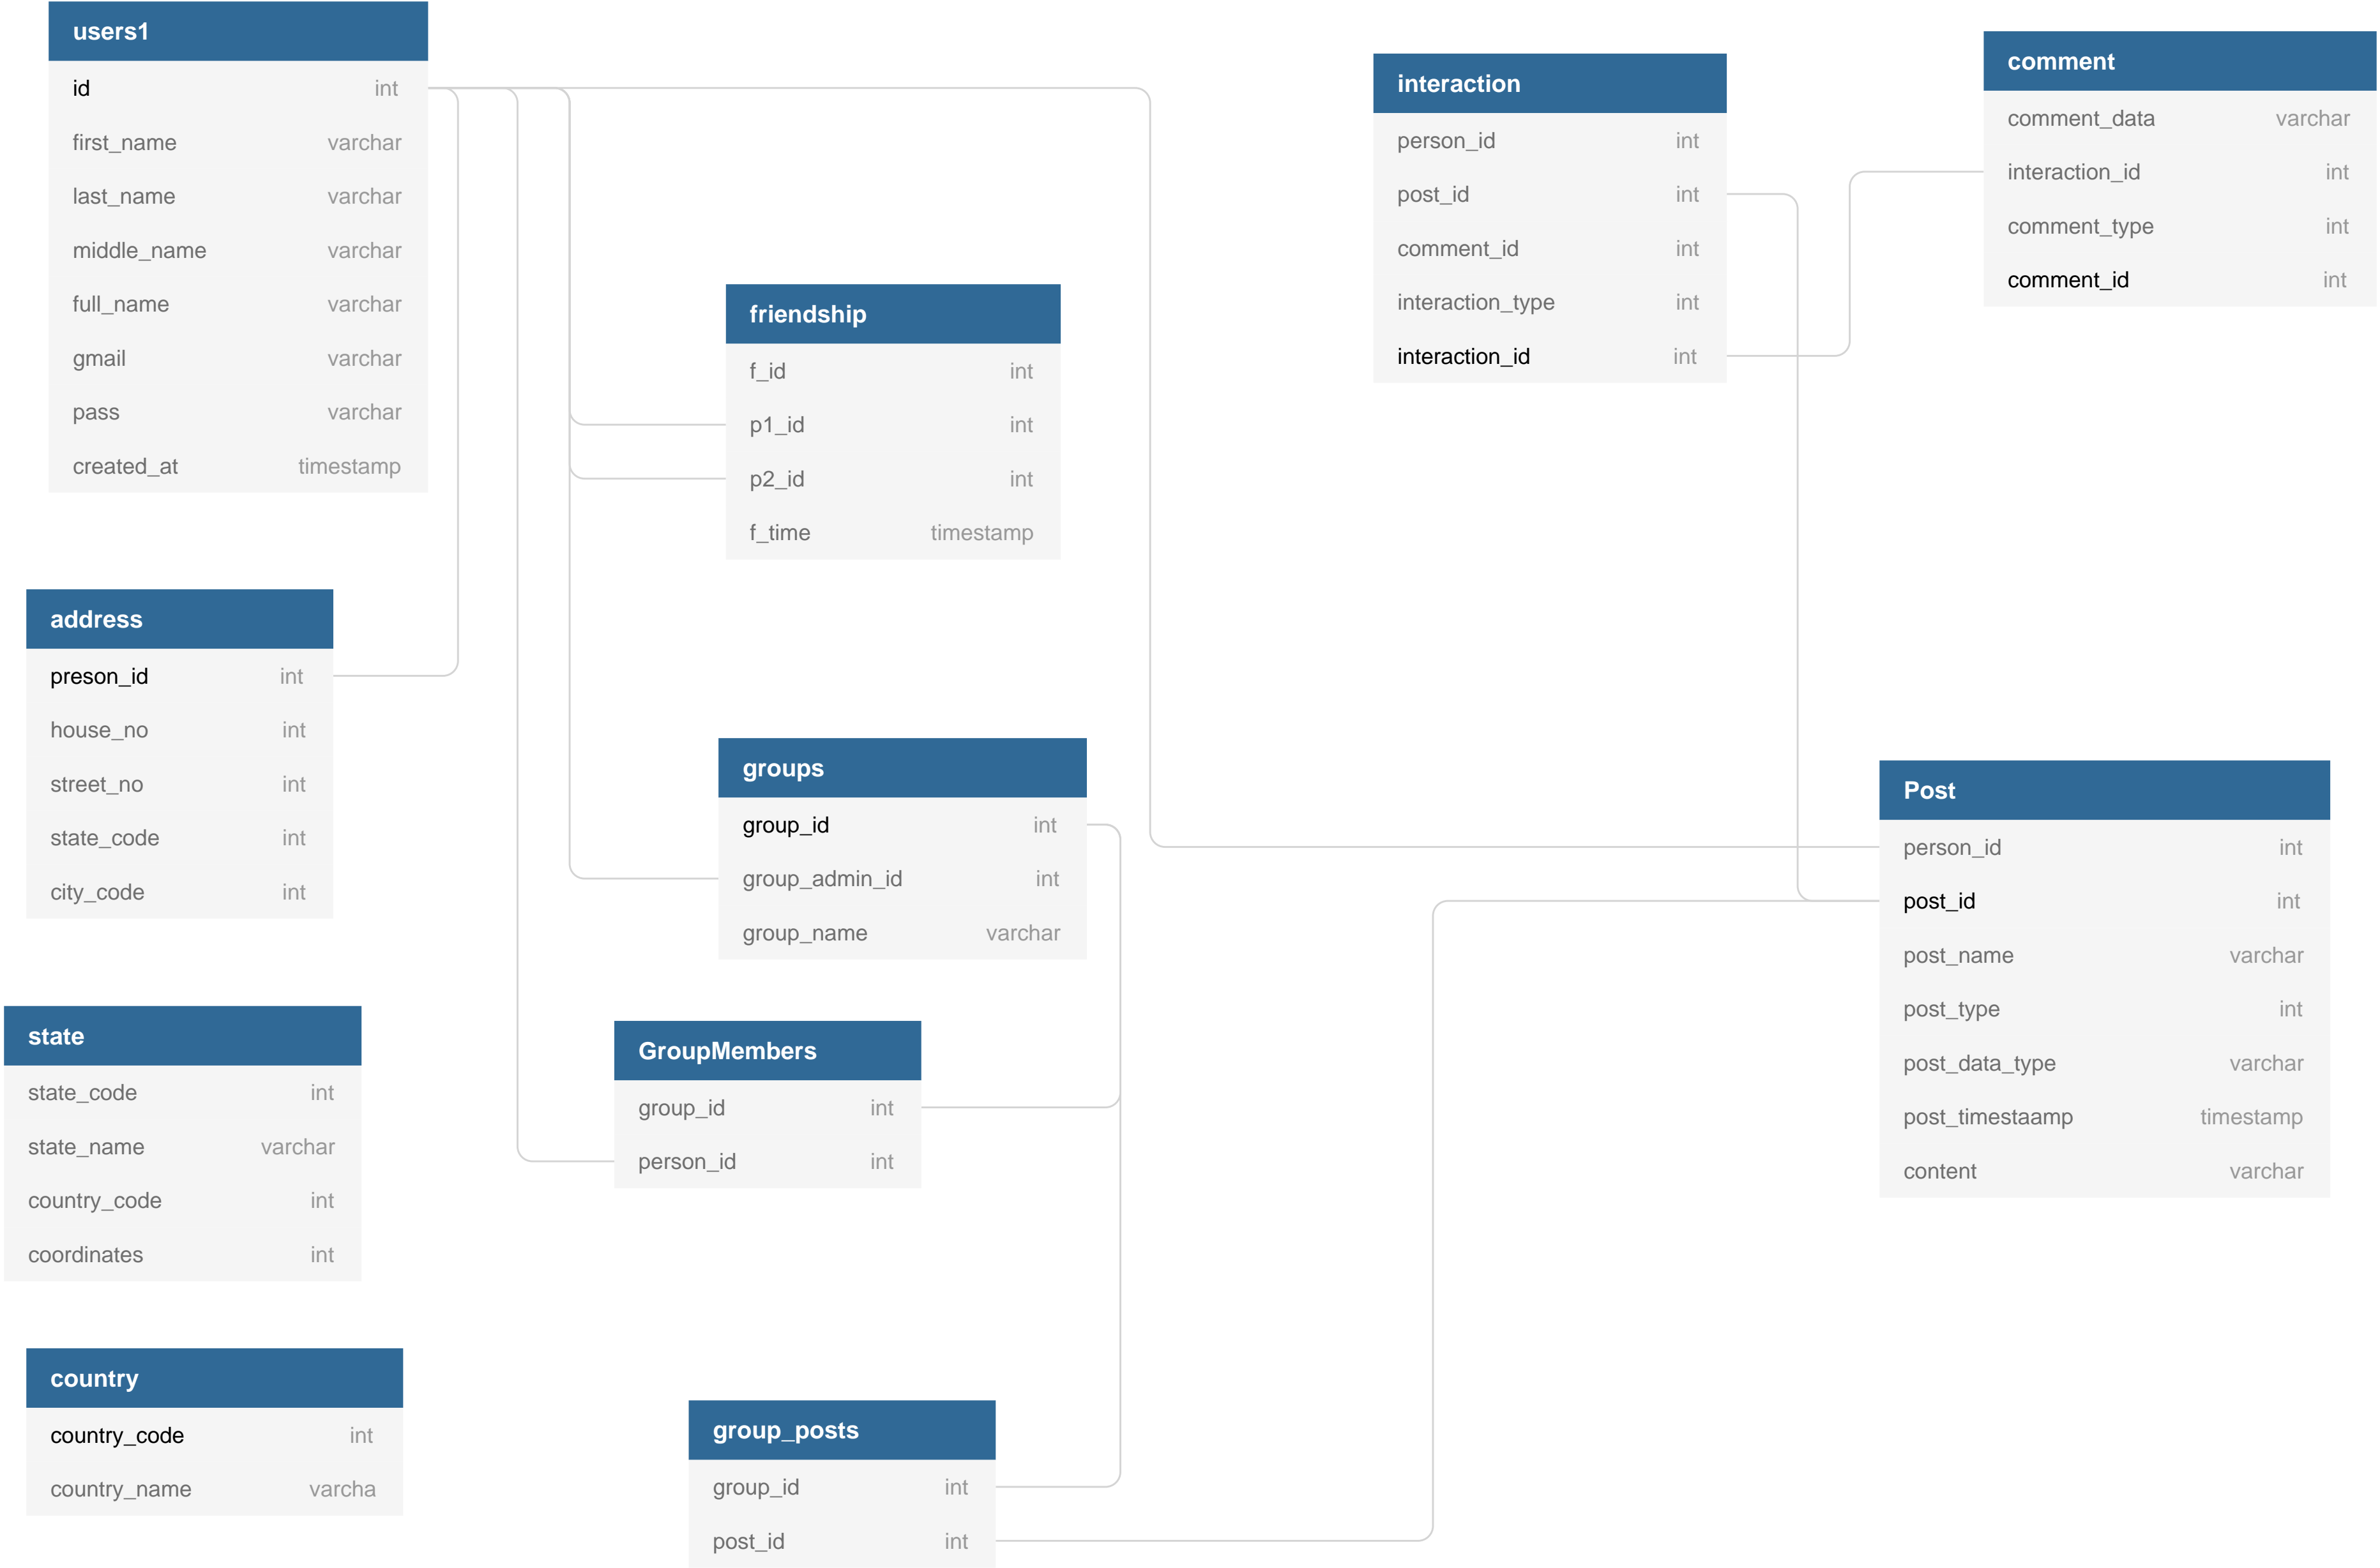 users1
id int
first_name varchar
last_name varchar
middle_name varchar
full_name varchar
gmail varchar
pass varchar
created_at timestamp
address
preson_id int
house_no int
street_no int
state_code int
city_code int
state
state_code int
state_name varchar
country_code int
coordinates int
country
country_code int
country_name varcha
friendship
f_id int
p1_id int
p2_id int
f_time timestamp
groups
group_id int
group_admin_id int
group_name varchar
GroupMembers
group_id int
person_id int
group_posts
group_id int
post_id int
interaction
person_id int
post_id int
comment_id int
interaction_type int
interaction_id int
comment
comment_data varchar
interaction_id int
comment_type int
comment_id int
Post
person_id int
post_id int
post_name varchar
post_type int
post_data_type varchar
post_timestaamp timestamp
content varchar